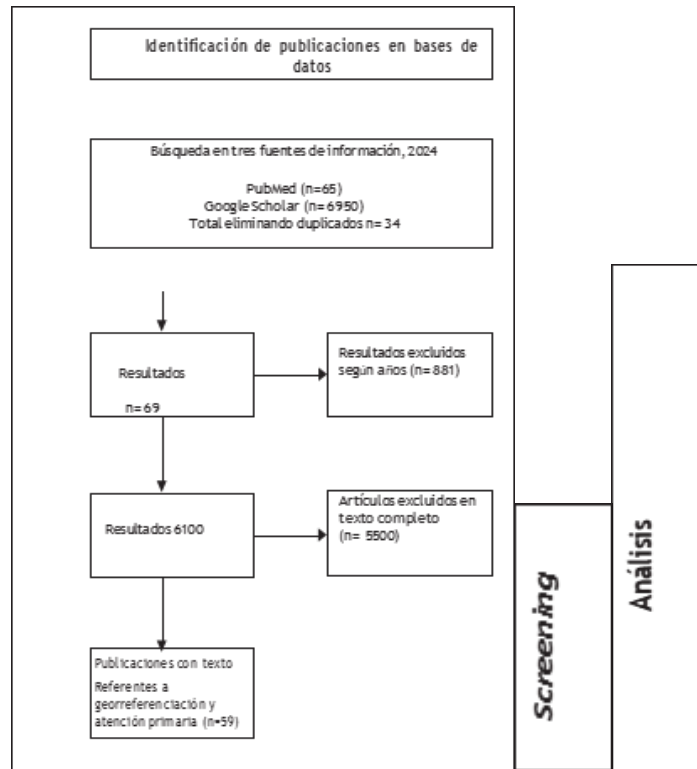 Identificación de publicaciones en bases de
datos
Búsqueda en tres fuentes de información, 2024
PubMed (n=65)
Google Scholar (n=6950)
Total eliminando duplicados n= 34
Resultados
n= 69
Resultados excluidos
según años (n= 881)
Resultados 6100
Artículos excluidos en
texto completo
(n= 5500)
Publicaciones con texto
Referentes a
georreferenciación y
atención primaria (n=59)
Screening
Análisis